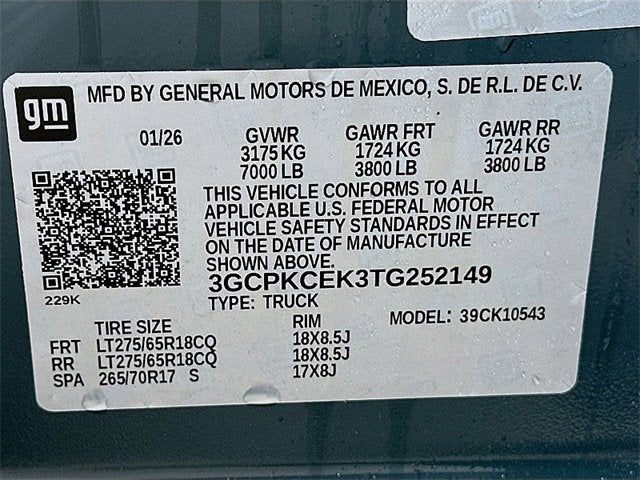 gm
MFD BY GENERAL MOTORS DE MEXICO, S. DE R.L. DE C.V.
01/26 GVWR GAWR FRT GAWR RR
3175 KG 1724 KG 1724 KG
7000 LB 3800 LB 3800 LB
THIS VEHICLE CONFORMS TO ALL
APPLICABLE U.S. FEDERAL MOTOR
VEHICLE SAFETY STANDARDS IN EFFECT
ON THE DATE OF MANUFACTURE
SHOWN ABOVE.
229K
3GCPKCEK3TG252149
TYPE: TRUCK
MODEL: 39CK10543
TIRE SIZE RIM
FRT LT275/65R18CQ 18X8.5J
RR LT275/65R18CQ 18X8.5J
SPA 265/70R17 S 17X8J